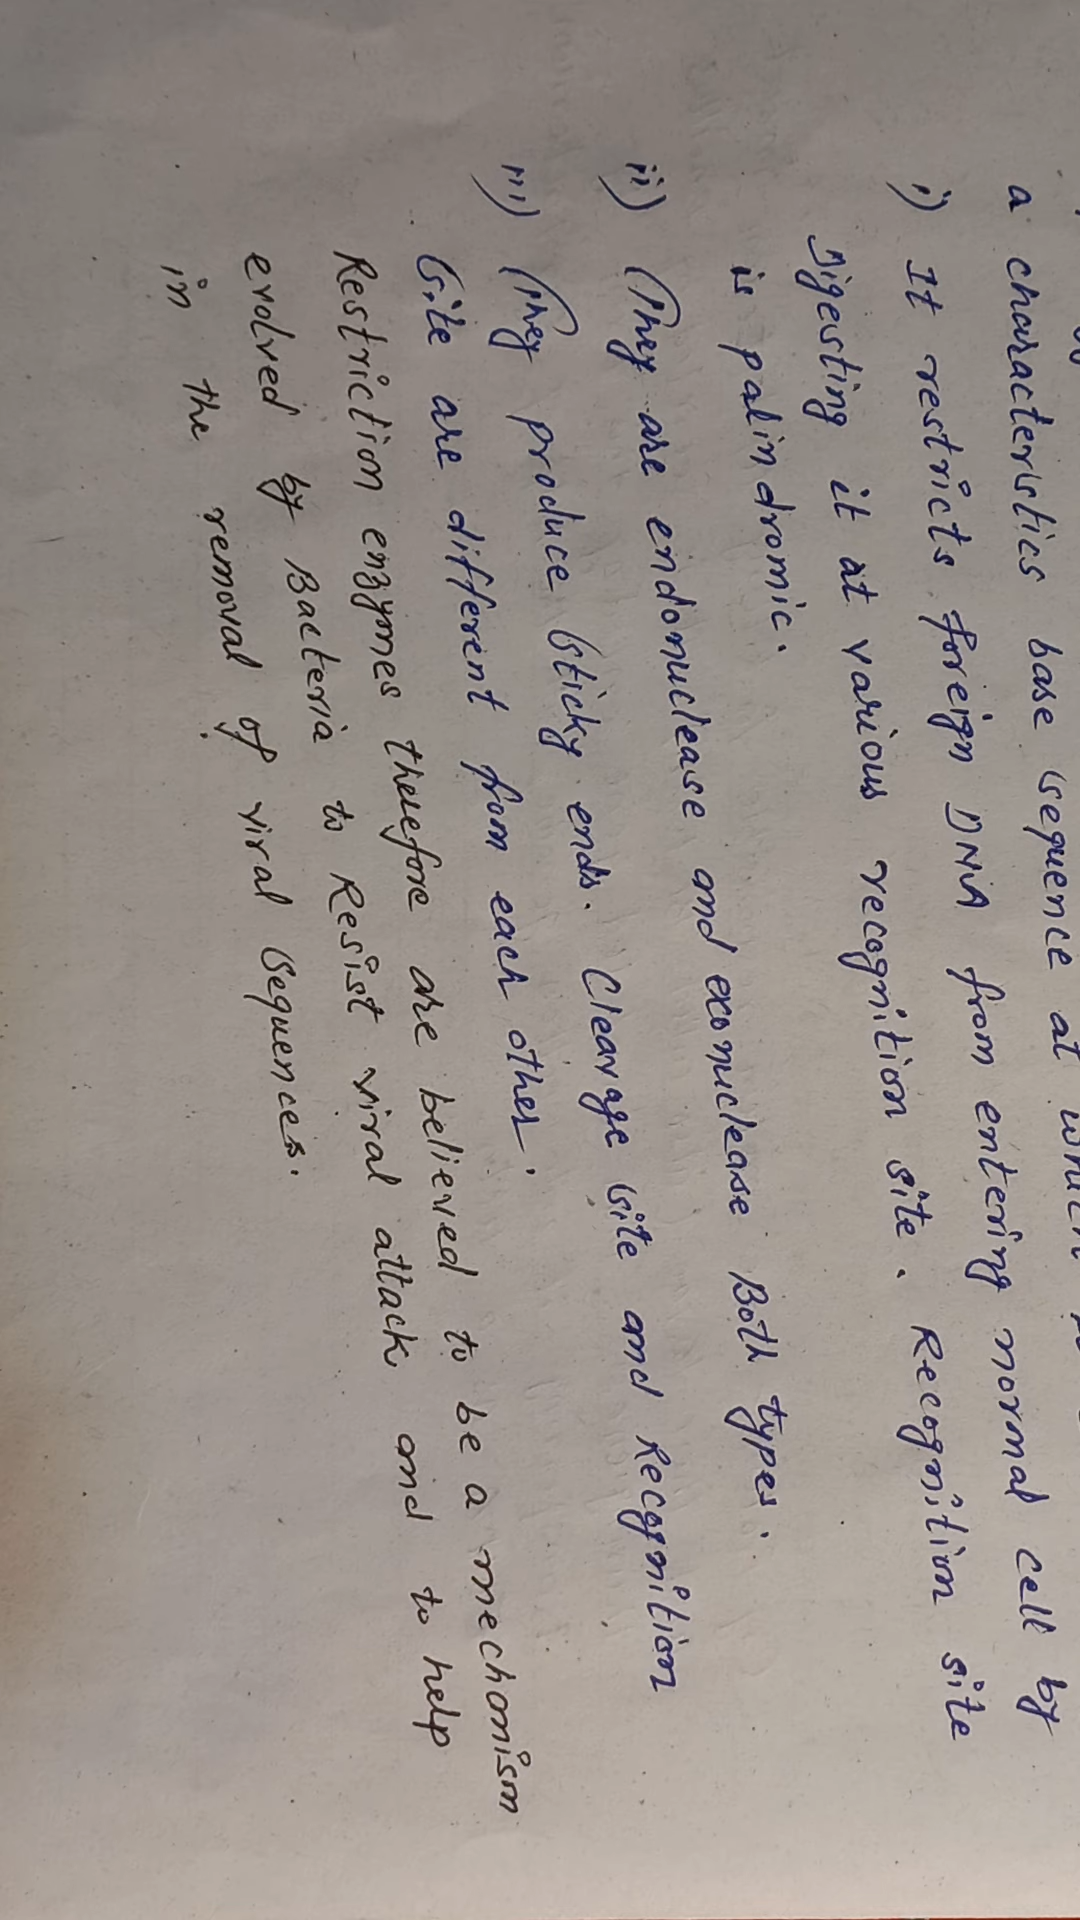 a characteristics base sequence at which
i) It restricts foreign DNA from entering normal cell by
Digesting it at various recognition site. Recognition site
is palindromic.
ii) They are endonuclease and exonuclease Both types.
iii) They produce sticky ends. Cleavage site and Recognition
site are different from each other.
Restriction enzymes therefore are believed to be a mechanism
evolved by Bacteria to Resist viral attack and to help
in the removal of viral sequences.